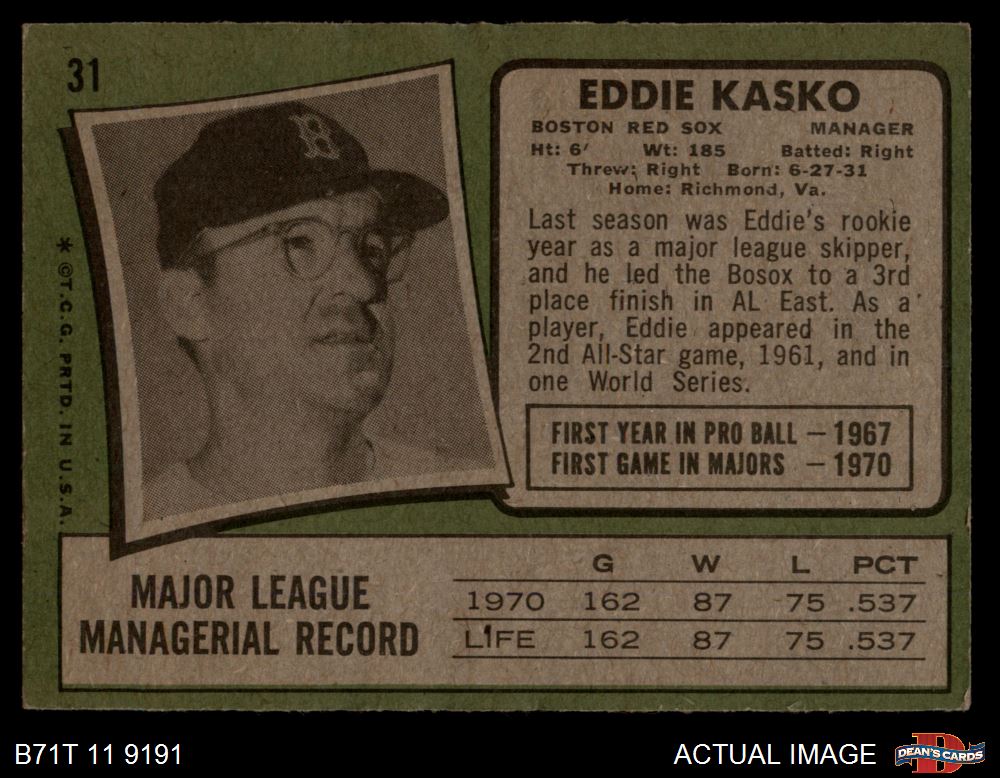 31
B
EDDIE KASKO
BOSTON RED SOX MANAGER
Ht: 6' Wt: 185 Batted: Right
Threw: Right Born: 6-27-31
Home: Richmond, Va.
Last season was Eddie's rookie
year as a major league skipper,
and he led the Bosox to a 3rd
place finish in AL East. As a
player, Eddie appeared in the
2nd All-Star game, 1961, and in
one World Series.
FIRST YEAR IN PRO BALL — 1967
FIRST GAME IN MAJORS — 1970
* © T.C.G. PRTD. IN U.S.A.
MAJOR LEAGUE
MANAGERIAL RECORD
G W L PCT
1970 162 87 75 .537
LIFE 162 87 75 .537
B71T 11 9191
ACTUAL IMAGE
D
DEAN'S CARDS